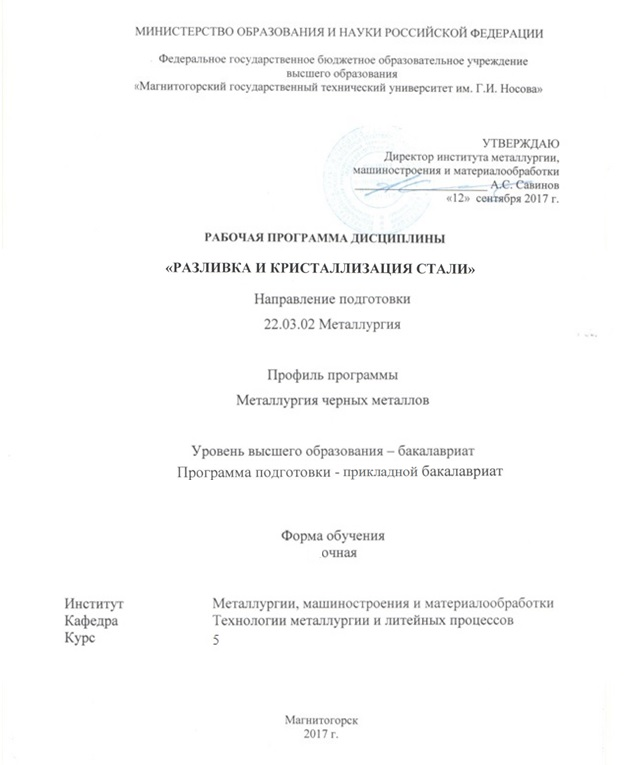 МИНИСТЕРСТВО ОБРАЗОВАНИЯ И НАУКИ РОССИЙСКОЙ ФЕДЕРАЦИИ
Федеральное государственное бюджетное образовательное учреждение
высшего образования
«Магнитогорский государственный технический университет им. Г.И. Носова»
УТВЕРЖДАЮ
Директор института металлургии,
машиностроения и материалообработки
____________________ А.С. Савинов
«12» сентября 2017 г.
РАБОЧАЯ ПРОГРАММА ДИСЦИПЛИНЫ
«РАЗЛИВКА И КРИСТАЛЛИЗАЦИЯ СТАЛИ»
Направление подготовки
22.03.02 Металлургия
Профиль программы
Металлургия черных металлов
Уровень высшего образования – бакалавриат
Программа подготовки - прикладной бакалавриат
Форма обучения
очная
Институт Металлургии, машиностроения и материалообработки
Кафедра Технологии металлургии и литейных процессов
Курс 5
Магнитогорск
2017 г.